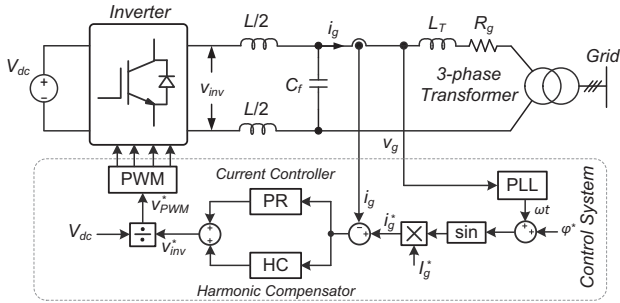 Inverter
L/2
i_g
L_T
R_g
Grid
V_dc
v_inv
C_f
3-phase
Transformer
L/2
v_g
PWM
Current Controller
i_g
PLL
Control System
v*_PWM
PR
i*_g
ωt
V_dc
÷
+
+
−
+
×
sin
+
+
φ*
v*_inv
HC
I*_g
Harmonic Compensator